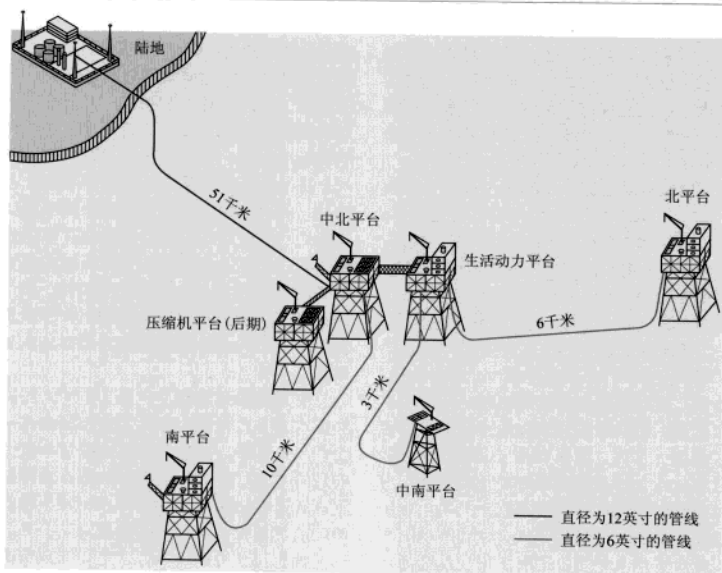 陆地
51千米
中北平台
北平台
生活动力平台
压缩机平台(后期)
6千米
3千米
10千米
南平台
中南平台
直径为12英寸的管线
直径为6英寸的管线